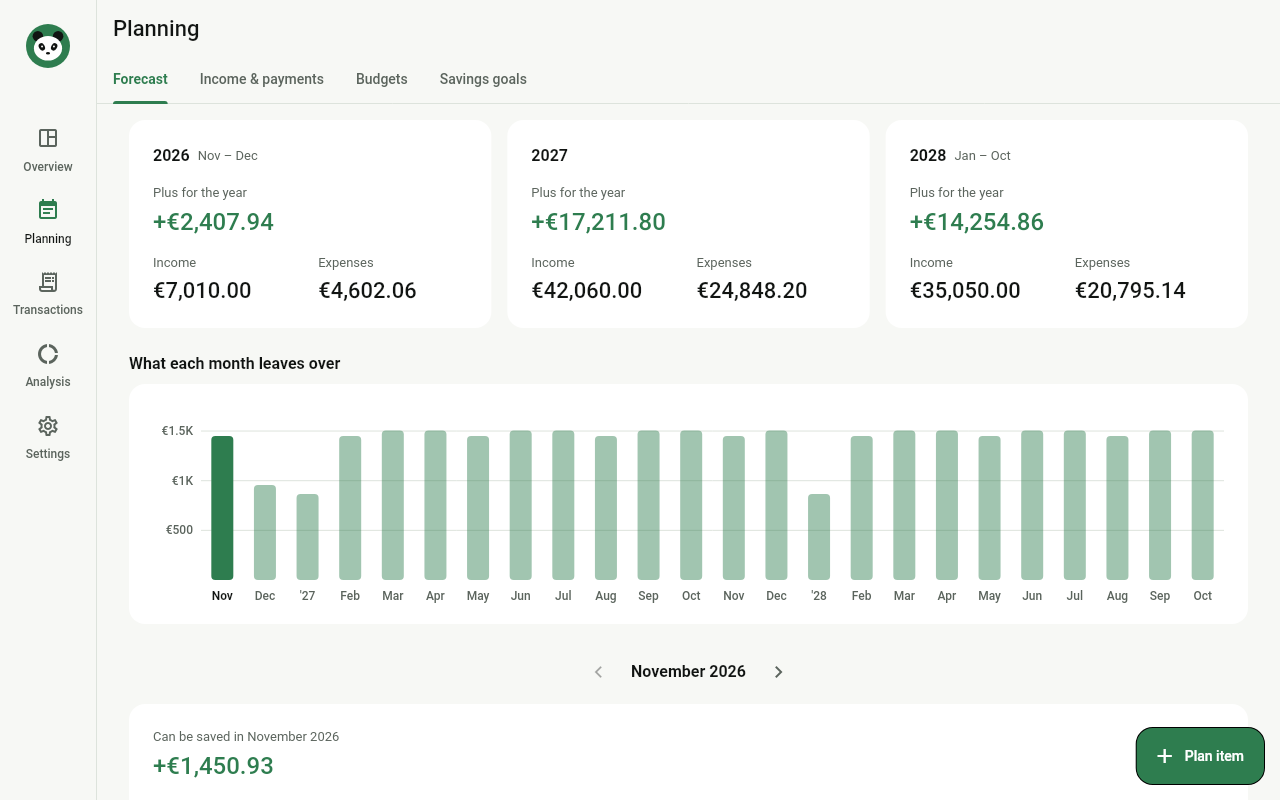 Planning
Forecast Income & payments Budgets Savings goals
Overview
Planning
Transactions
Analysis
Settings
2026 Nov – Dec
Plus for the year
+€2,407.94
Income Expenses
€7,010.00 €4,602.06
2027
Plus for the year
+€17,211.80
Income Expenses
€42,060.00 €24,848.20
2028 Jan – Oct
Plus for the year
+€14,254.86
Income Expenses
€35,050.00 €20,795.14
What each month leaves over
€1.5K
€1K
€500
Nov Dec '27 Feb Mar Apr May Jun Jul Aug Sep Oct Nov Dec '28 Feb Mar Apr May Jun Jul Aug Sep Oct
November 2026
Can be saved in November 2026
+€1,450.93
Plan item